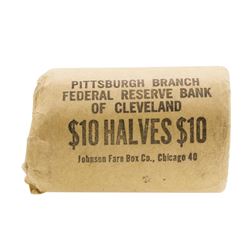 PITTSBURGH BRANCH
FEDERAL RESERVE BANK
OF CLEVELAND
$10 HALVES $10
Johnson Fare Box Co., Chicago 40